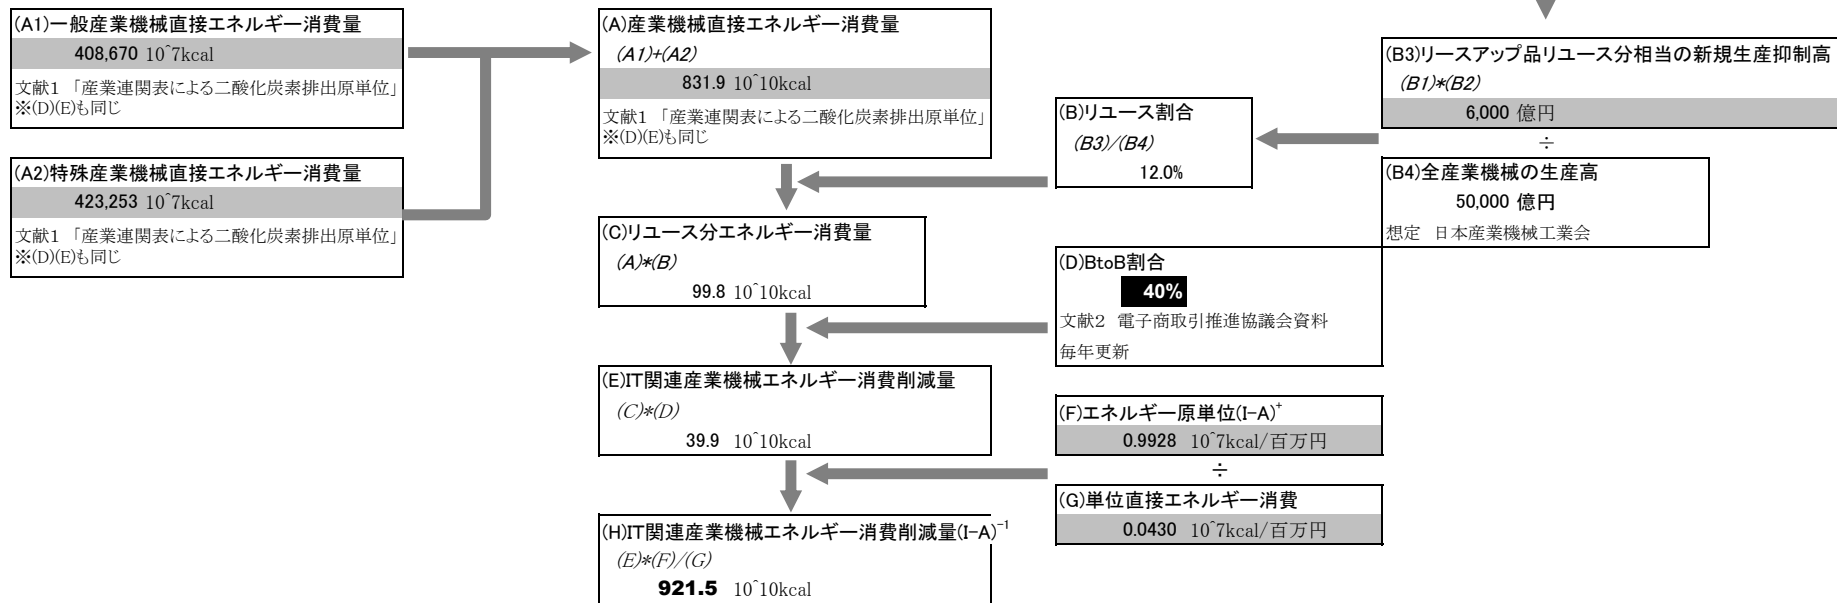 (A1)一般産業機械直接エネルギー消費量
408,670 10^7kcal
文献1 「産業連関表による二酸化炭素排出原単位」
※(D)(E)も同じ
(A2)特殊産業機械直接エネルギー消費量
423,253 10^7kcal
文献1 「産業連関表による二酸化炭素排出原単位」
※(D)(E)も同じ
(A)産業機械直接エネルギー消費量
(A1)+(A2)
831.9 10^10kcal
文献1 「産業連関表による二酸化炭素排出原単位」
※(D)(E)も同じ
(B)リユース割合
(B3)/(B4)
12.0%
(B3)リースアップ品リユース分相当の新規生産抑制高
(B1)*(B2)
6,000 億円
÷
(B4)全産業機械の生産高
50,000 億円
想定 日本産業機械工業会
(C)リユース分エネルギー消費量
(A)*(B)
99.8 10^10kcal
(D)BtoB割合
40%
文献2 電子商取引推進協議会資料
毎年更新
(E)IT関連産業機械エネルギー消費削減量
(C)*(D)
39.9 10^10kcal
(F)エネルギー原単位(I-A)⁺
0.9928 10^7kcal/百万円
÷
(G)単位直接エネルギー消費
0.0430 10^7kcal/百万円
(H)IT関連産業機械エネルギー消費削減量(I-A)⁻¹
(E)*(F)/(G)
921.5 10^10kcal